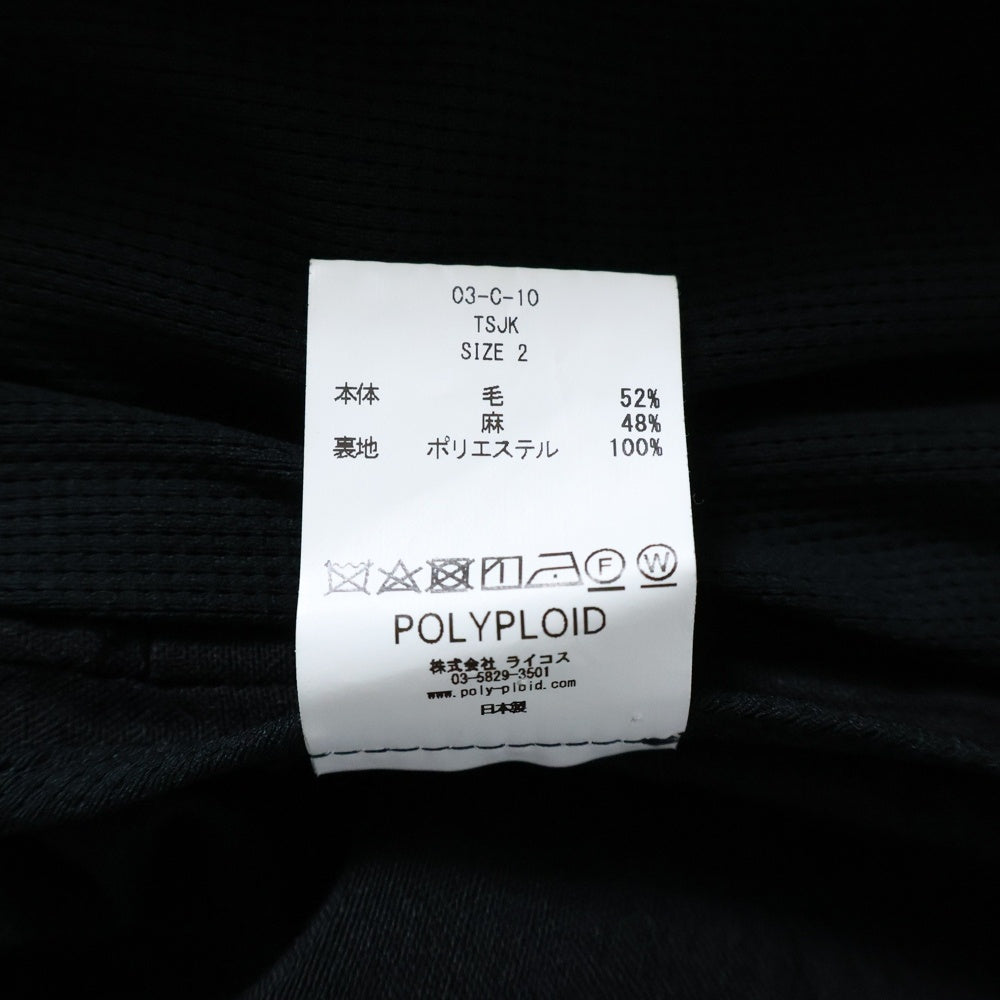 03-C-10
TSJK
SIZE 2
本体 毛 52%
麻 48%
裏地 ポリエステル 100%
F W
POLYPLOID
株式会社 ライコス
03-5829-3501
www.poly-ploid.com
日本製